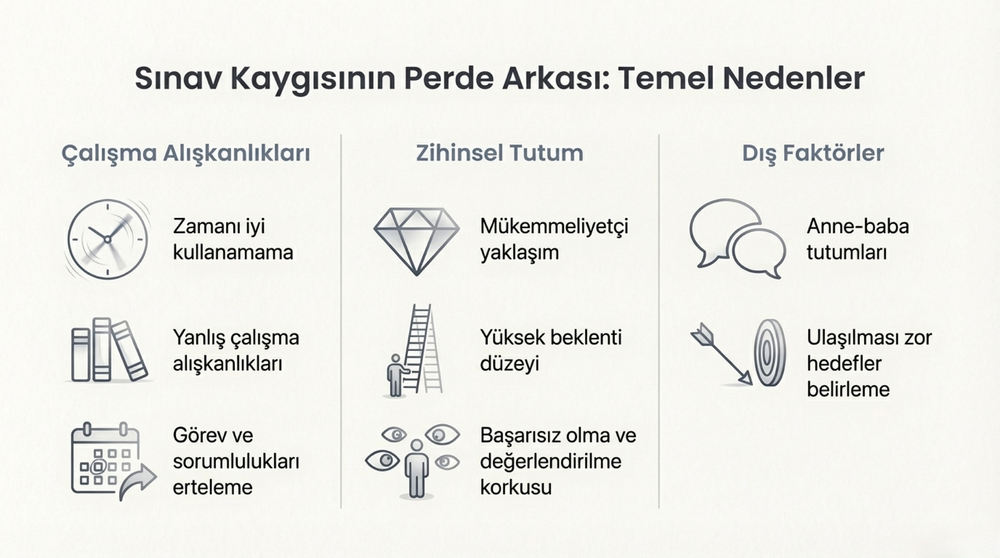 Sınav Kaygısının Perde Arkası: Temel Nedenler
Çalışma Alışkanlıkları
Zamanı iyi
kullanamama
Yanlış çalışma
alışkanlıkları
Görev ve
sorumlulukları
erteleme
Zihinsel Tutum
Mükemmeliyetçi
yaklaşım
Yüksek beklenti
düzeyi
Başarısız olma ve
değerlendirilme
korkusu
Dış Faktörler
Anne-baba
tutumları
Ulaşılması zor
hedefler
belirleme